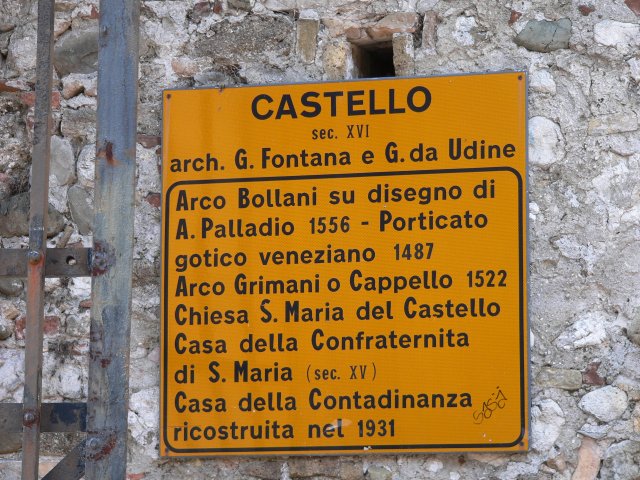 CASTELLO
sec. XVI
arch. G. Fontana e G. da Udine
Arco Bollani su disegno di
A. Palladio 1556 - Porticato
gotico veneziano 1487
Arco Grimani o Cappello 1522
Chiesa S. Maria del Castello
Casa della Confraternita
di S. Maria (sec. XV)
Casa della Contadinanza
ricostruita nel 1931